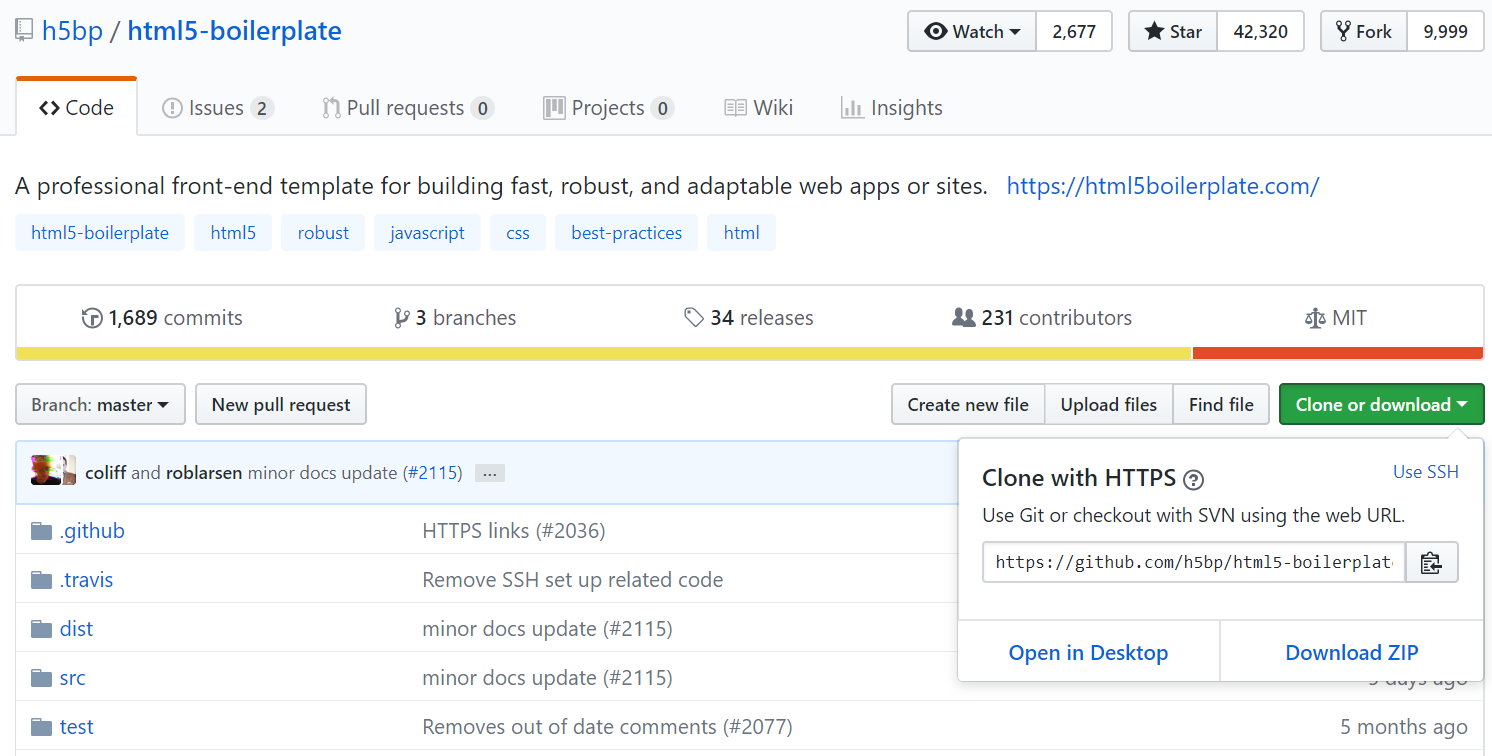 h5bp / html5-boilerplate
Watch 2,677 Star 42,320 Fork 9,999
Code Issues 2 Pull requests 0 Projects 0 Wiki Insights
A professional front-end template for building fast, robust, and adaptable web apps or sites. https://html5boilerplate.com/
html5-boilerplate html5 robust javascript css best-practices html
1,689 commits 3 branches 34 releases 231 contributors MIT
Branch: master New pull request Create new file Upload files Find file Clone or download
coliff and roblarsen minor docs update (#2115) ...
Clone with HTTPS ?
Use SSH
Use Git or checkout with SVN using the web URL.
https://github.com/h5bp/html5-boilerplat
Open in Desktop Download ZIP
.github HTTPS links (#2036)
.travis Remove SSH set up related code
dist minor docs update (#2115)
src minor docs update (#2115) days ago
test Removes out of date comments (#2077) 5 months ago